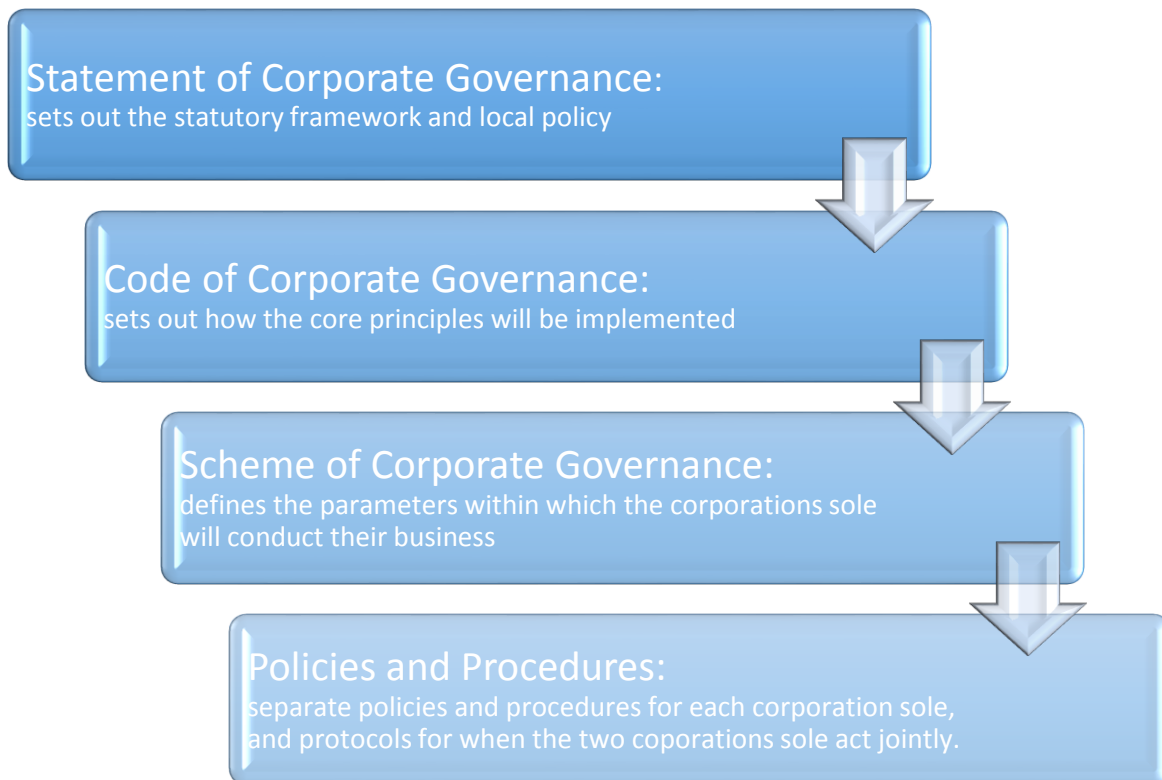 Statement of Corporate Governance:
sets out the statutory framework and local policy
Code of Corporate Governance:
sets out how the core principles will be implemented
Scheme of Corporate Governance:
defines the parameters within which the corporations sole
will conduct their business
Policies and Procedures:
separate policies and procedures for each corporation sole,
and protocols for when the two coporations sole act jointly.